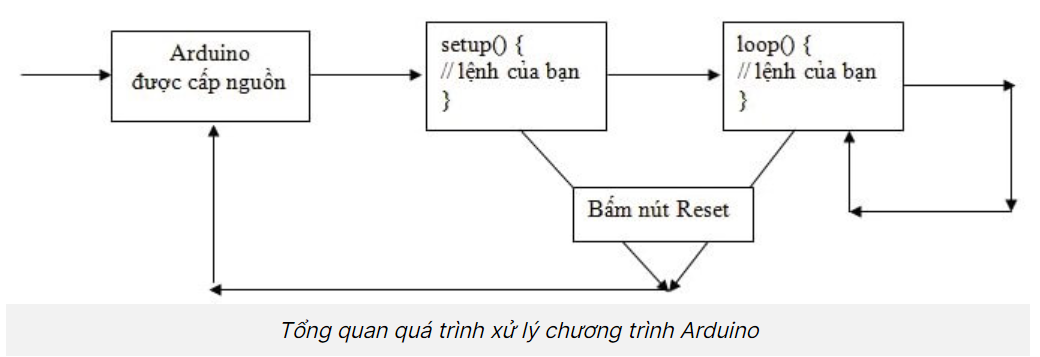 Arduino
được cấp nguồn
setup() {
// lệnh của bạn
}
loop() {
// lệnh của bạn
}
Bấm nút Reset
Tổng quan quá trình xử lý chương trình Arduino